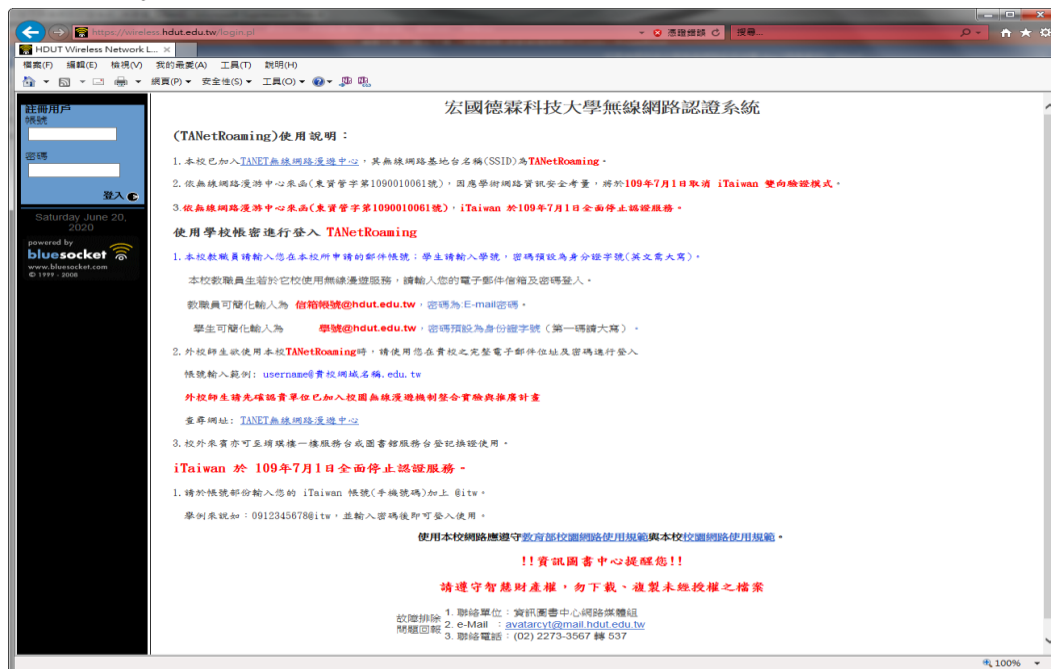 https://wireless.hdut.edu.tw/login.pl
憑證錯誤
搜尋...
HDUT Wireless Network L...
檔案(F) 編輯(E) 檢視(V) 我的最愛(A) 工具(T) 說明(H)
網頁(P) 安全性(S) 工具(O)
註冊用戶
帳號
密碼
登入
Saturday June 20, 2020
powered by
bluesocket
www.bluesocket.com
© 1999 - 2008
宏國德霖科技大學無線網路認證系統
(TANetRoaming)使用說明：
1.本校已加入TANET無線網路漫遊中心，其無線網路基地台名稱(SSID)為TANetRoaming。
2.依無線網路漫游中心來函(東資管字第1090010061號)，因應學術網路資訊安全考量，將於109年7月1日取消 iTaiwan 雙向驗證模式。
3.依無線網路漫游中心來函(東資管字第1090010061號)，iTaiwan 於109年7月1日全面停止認證服務。
使用學校帳密進行登入 TANetRoaming
1.本校教職員請輸入您在本校所申請的郵件帳號；學生請輸入學號，密碼預設為身分證字號(英文需大寫)。
本校教職員生若於它校使用無線漫遊服務，請輸入您的電子郵件信箱及密碼登入。
教職員可簡化輸入為 信箱帳號@hdut.edu.tw，密碼為:E-mail密碼。
學生可簡化輸入為 學號@hdut.edu.tw，密碼預設為身份證字號（第一碼請大寫）。
2.外校師生欲使用本校TANetRoaming時，請使用您在貴校之完整電子郵件位址及密碼進行登入
帳號輸入範例: username@貴校網域名稱.edu.tw
外校師生請先確認貴單位已加入校園無線漫遊機制整合實驗與推廣計畫
查尋網址: TANET無線網路漫遊中心
3.校外來賓亦可至綺琪樓一樓服務台或圖書館服務台登記換證使用。
iTaiwan 於 109年7月1日全面停止認證服務。
1.請於帳號部份輸入您的 iTaiwan 帳號(手機號碼)加上 @itw。
舉例來說如：0912345678@itw，並輸入密碼後即可登入使用。
使用本校網路應遵守教育部校園網路使用規範與本校校園網路使用規範。
!!資訊圖書中心提醒您!!
請遵守智慧財產權，勿下載、複製未經授權之檔案
故障排除
問題回報
1. 聯絡單位：資訊圖書中心網路媒體組
2. e-Mail ：avatarcyt@mail.hdut.edu.tw
3. 聯絡電話：(02) 2273-3567 轉 537
100%